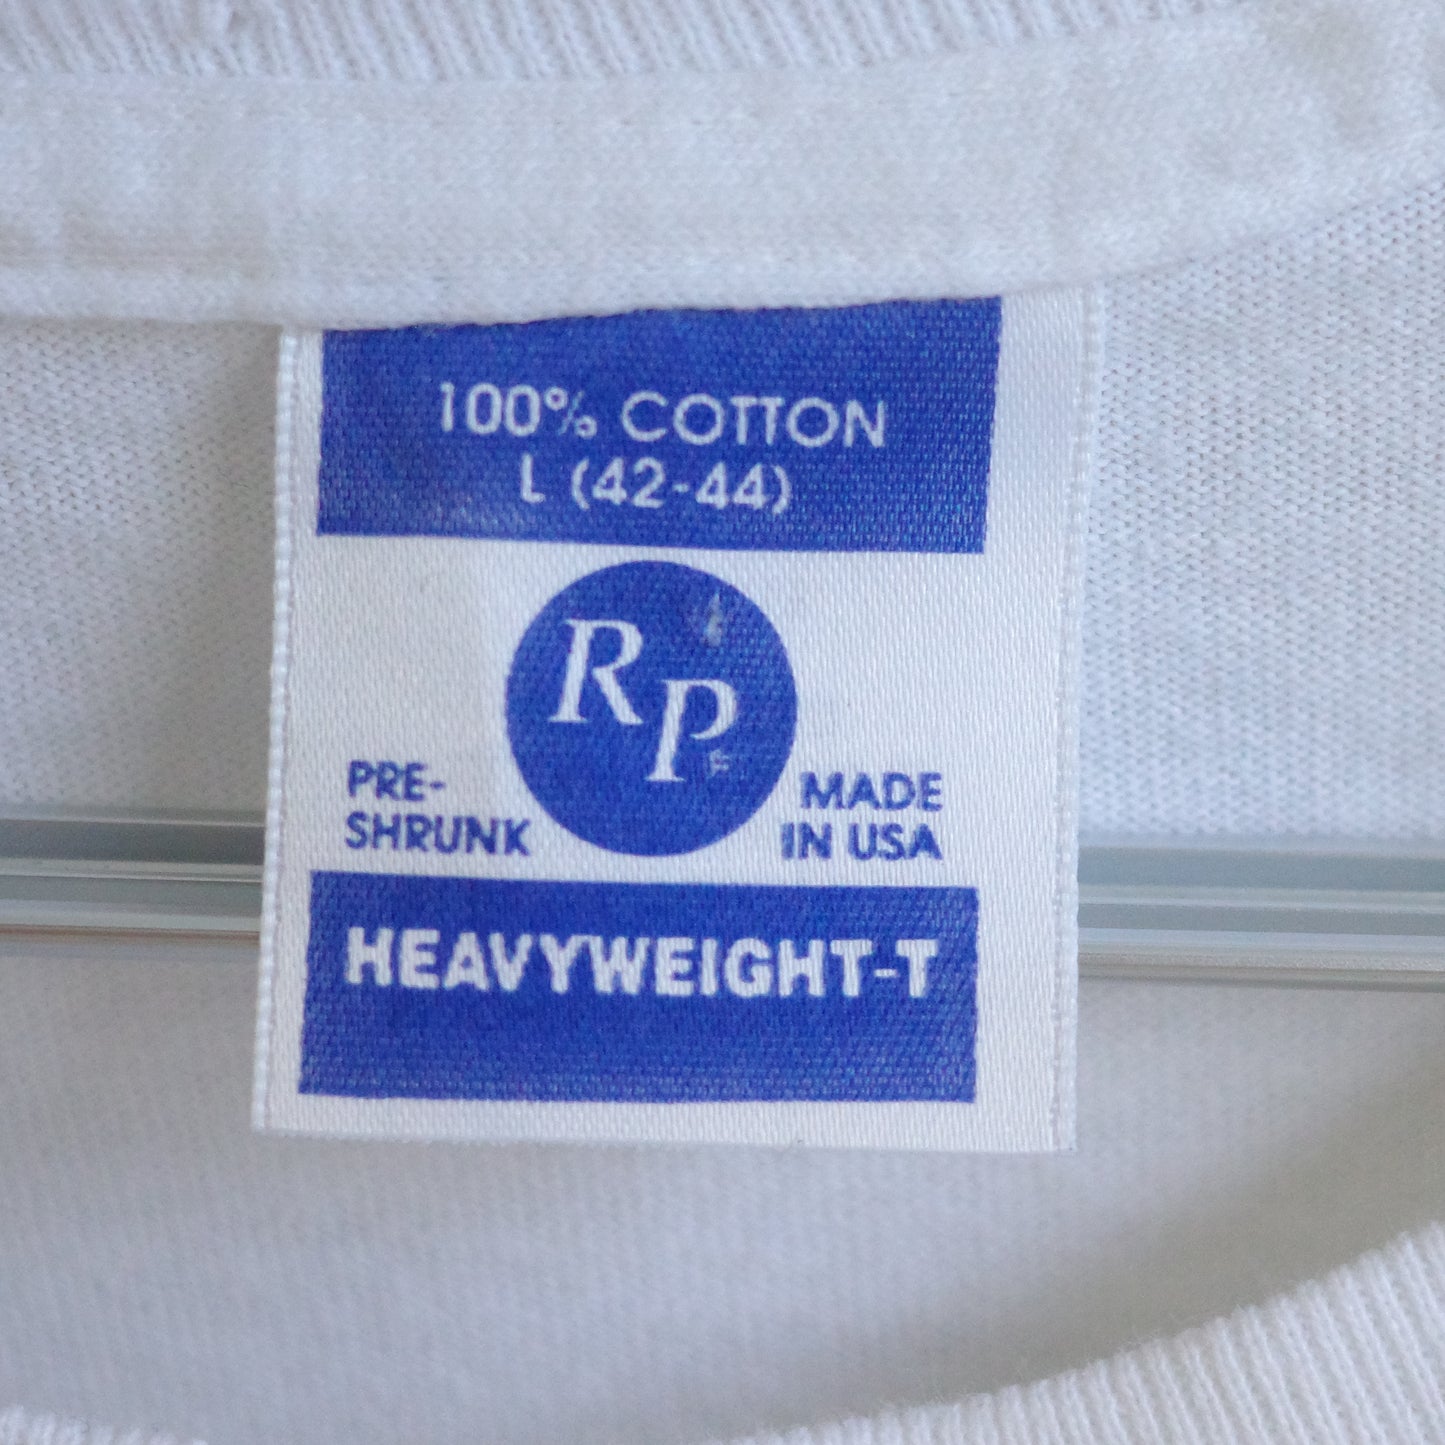 100% COTTON
L (42-44)
RP
PRE-
SHRUNK
MADE
IN USA
HEAVYWEIGHT-T